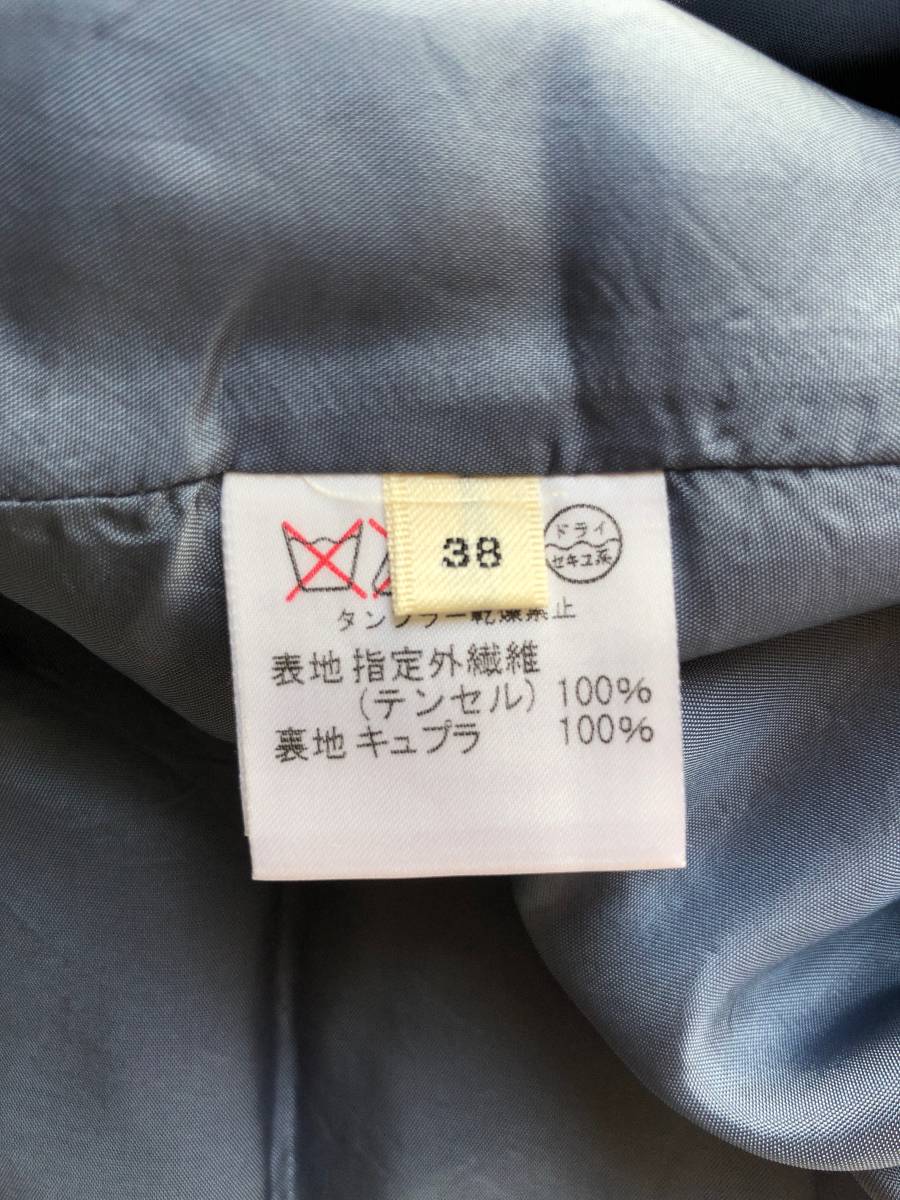 38
ドライ
セキユ系
タンブラー乾燥禁止
表地 指定外繊維
(テンセル) 100%
裏地 キュプラ 100%